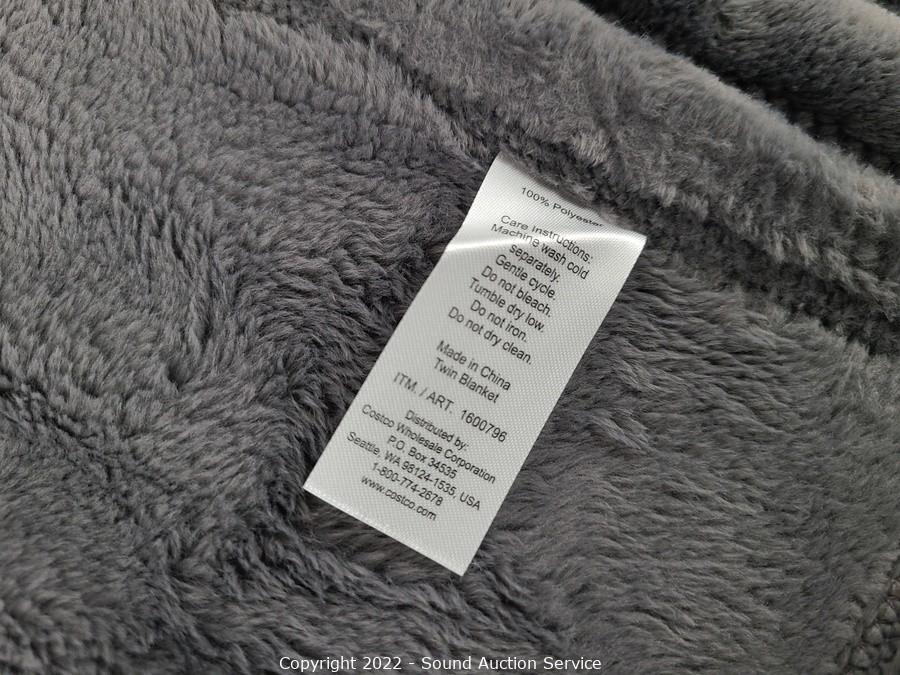 100% Polyester
Care Instructions:
Machine wash cold
separately.
Gentle cycle.
Do not bleach.
Tumble dry low.
Do not iron.
Do not dry clean.
Made in China
Twin Blanket
ITM. / ART. 1600796
Distributed by:
Costco Wholesale Corporation
P.O. Box 34535
Seattle, WA 98124-1535, USA
1-800-774-2678
www.costco.com
Copyright 2022 - Sound Auction Service